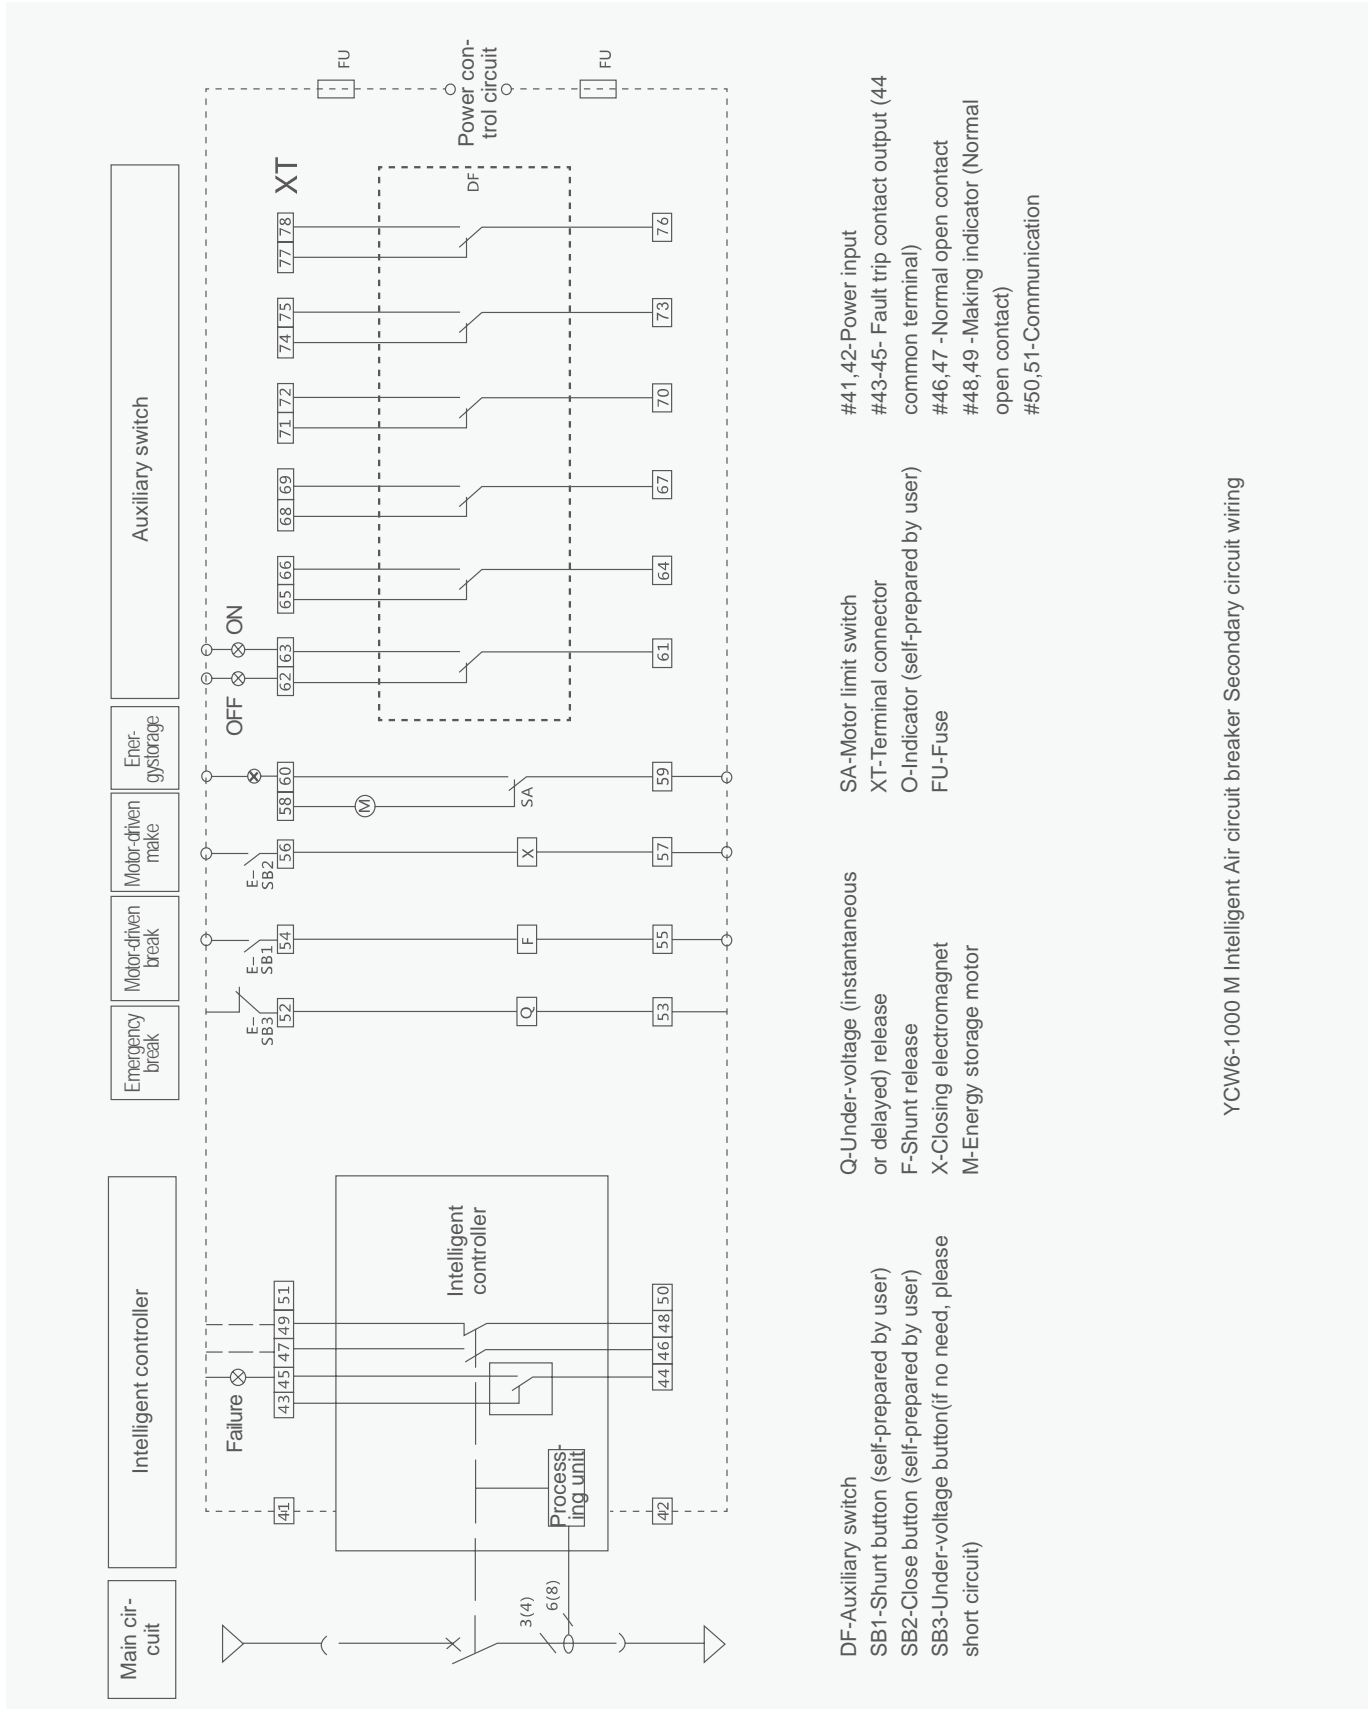 Main cir-
cuit
Intelligent controller
Emergency
break
Motor-driven
break
Motor-driven
make
Ener-
gystorage
Auxiliary switch
Failure
E-
SB3
E-
SB1
E-
SB2
OFF
ON
XT
41
43
45
47
49
51
52
54
56
58
60
62
63
65
66
68
69
71
72
74
75
77
78
FU
Intelligent
controller
Process-
ing unit
3(4)
6(8)
Q
F
X
M
SA
DF
Power con-
trol circuit
42
44
46
48
50
53
55
57
59
61
64
67
70
73
76
FU
DF-Auxiliary switch
SB1-Shunt button (self-prepared by user)
SB2-Close button (self-prepared by user)
SB3-Under-voltage button(if no need, please
short circuit)
Q-Under-voltage (instantaneous
or delayed) release
F-Shunt release
X-Closing electromagnet
M-Energy storage motor
SA-Motor limit switch
XT-Terminal connector
O-Indicator (self-prepared by user)
FU-Fuse
#41,42-Power input
#43-45- Fault trip contact output (44
common terminal)
#46,47 -Normal open contact
#48,49 -Making indicator (Normal
open contact)
#50,51-Communication
YCW6-1000 M Intelligent Air circuit breaker Secondary circuit wiring